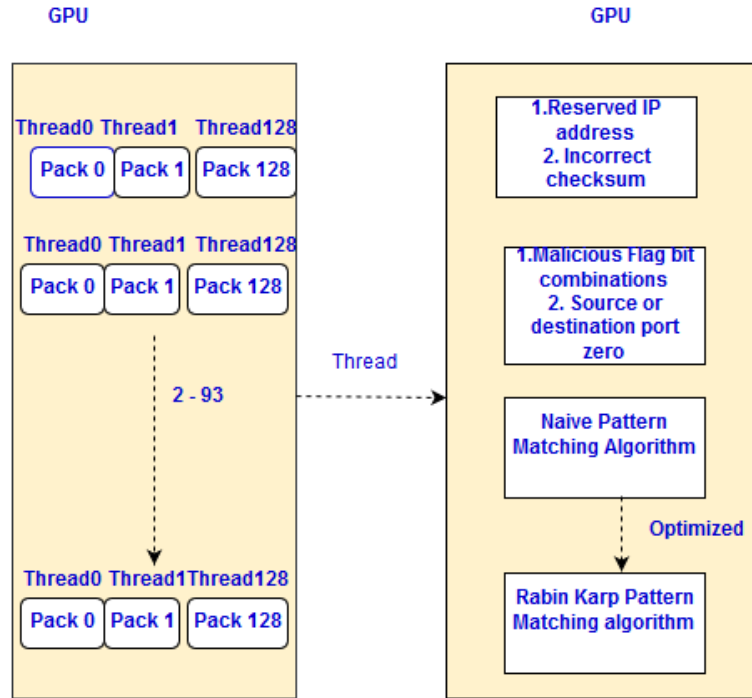 GPU
GPU
Thread0 Thread1 Thread128
Pack 0 Pack 1 Pack 128
Thread0 Thread1 Thread128
Pack 0 Pack 1 Pack 128
2 - 93
Thread0 Thread1Thread128
Pack 0 Pack 1 Pack 128
Thread
1.Reserved IP
address
2. Incorrect
checksum
1.Malicious Flag bit
combinations
2. Source or
destination port
zero
Naive Pattern
Matching Algorithm
Optimized
Rabin Karp Pattern
Matching algorithm